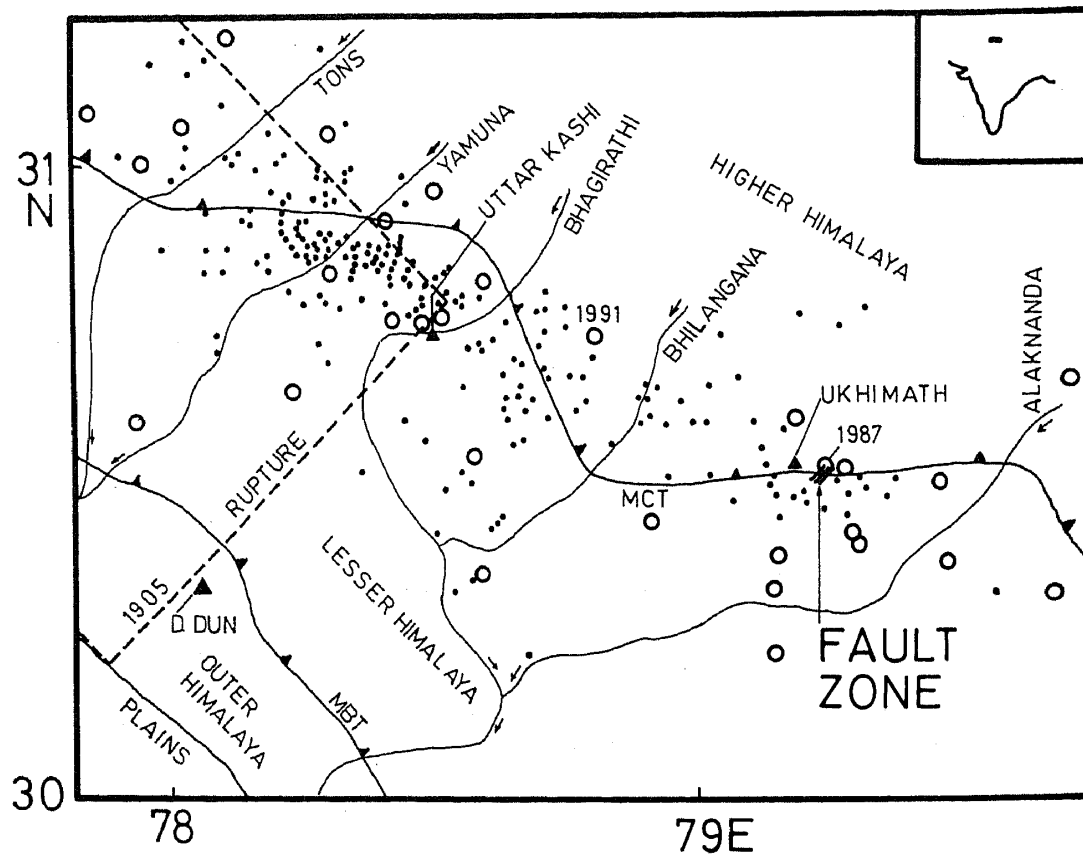 TONS
YAMUNA
UTTAR KASHI
BHAGIRATHI
HIGHER HIMALAYA
31
N
1991
BHILANGANA
ALAKNANDA
UKHIMATH
1987
RUPTURE
MCT
LESSER HIMALAYA
1905
D. DUN
FAULT
ZONE
OUTER
HIMALAYA
MBT
PLAINS
30
78
79E